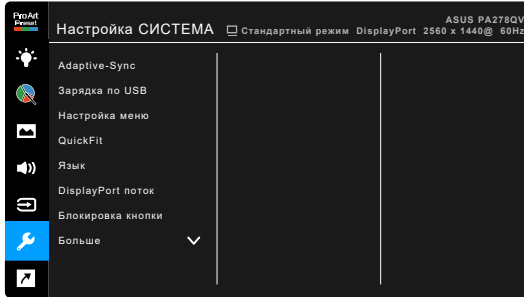 ProArt
Preset
ASUS PA278QV
Настройка СИСТЕМА
Стандартный режим DisplayPort 2560 x 1440@ 60Hz
Adaptive-Sync
Зарядка по USB
Настройка меню
QuickFit
Язык
DisplayPort поток
Блокировка кнопки
Больше